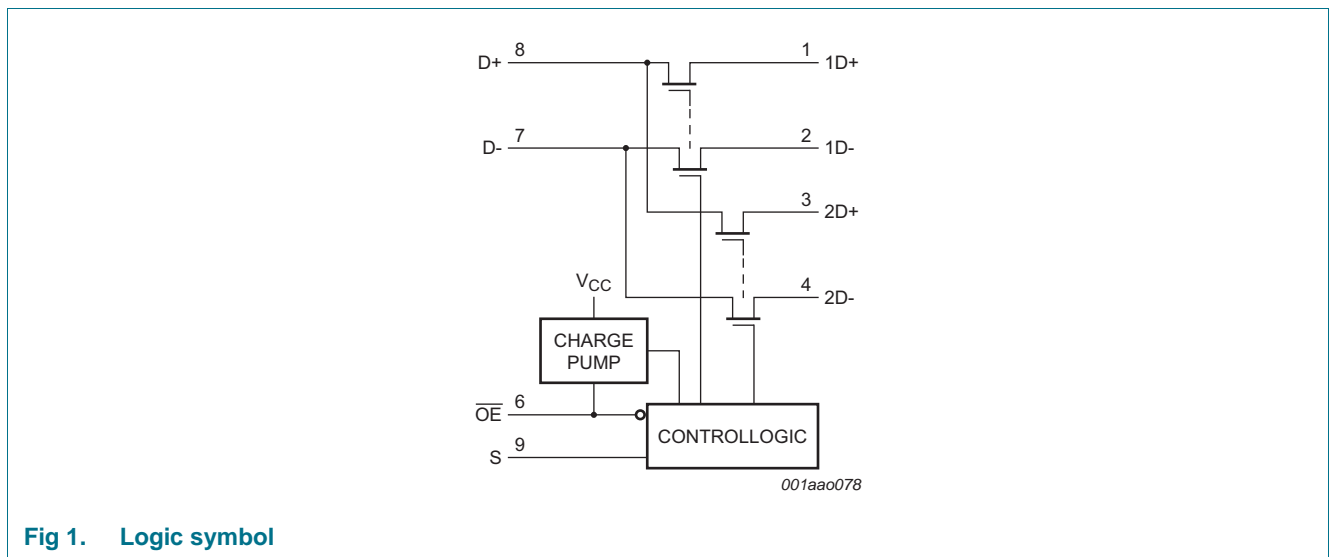 D+ 8 1 1D+
D- 7 2 1D-
3 2D+
4 2D-
VCC
CHARGE
PUMP
OE 6
CONTROLLOGIC
S 9
001aao078
Fig 1. Logic symbol